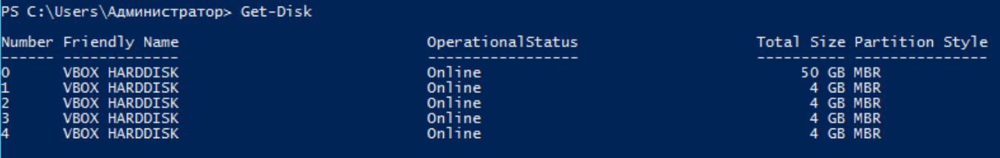 PS C:\Users\Администратор> Get-Disk
Number Friendly Name OperationalStatus Total Size Partition Style
------ ------------- ----------------- ---------- ---------------
0 VBOX HARDDISK Online 50 GB MBR
1 VBOX HARDDISK Online 4 GB MBR
2 VBOX HARDDISK Online 4 GB MBR
3 VBOX HARDDISK Online 4 GB MBR
4 VBOX HARDDISK Online 4 GB MBR